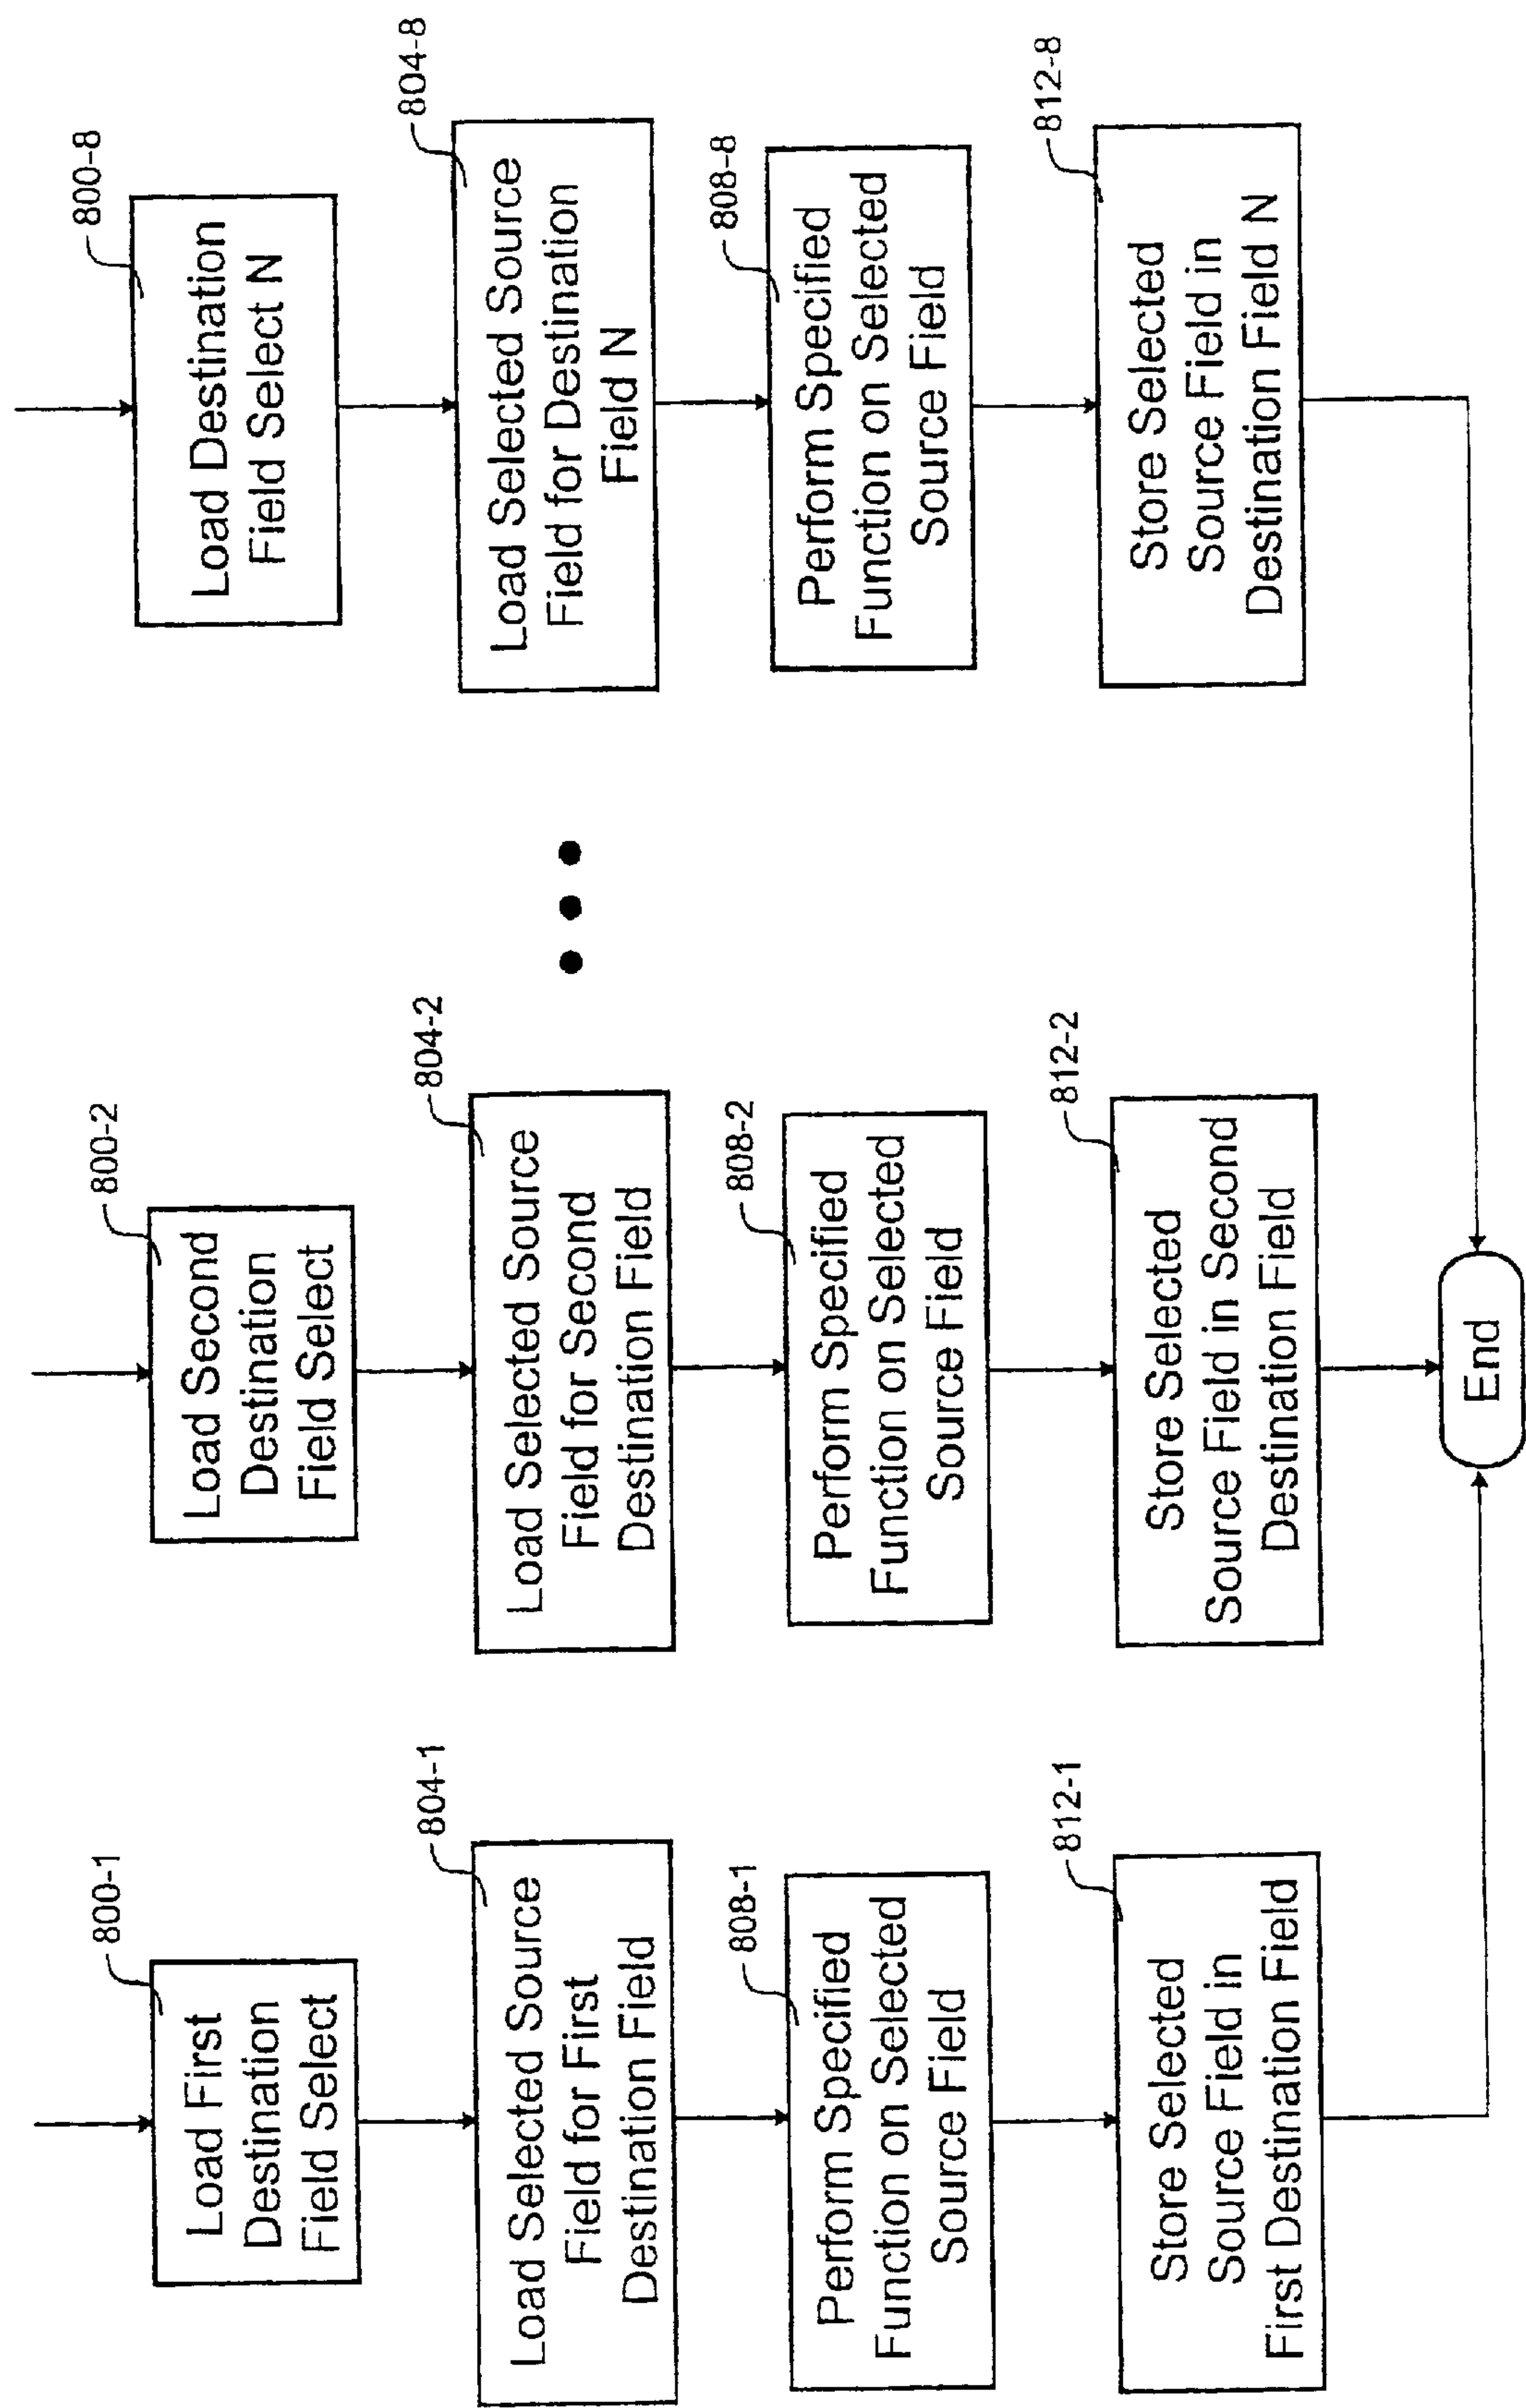 800-1
Load First
Destination
Field Select
804-1
Load Selected Source
Field for First
Destination Field
808-1
Perform Specified
Function on Selected
Source Field
812-1
Store Selected
Source Field in
First Destination Field
800-2
Load Second
Destination
Field Select
804-2
Load Selected Source
Field for Second
Destination Field
808-2
Perform Specified
Function on Selected
Source Field
812-2
Store Selected
Source Field in Second
Destination Field
800-8
Load Destination
Field Select N
804-8
Load Selected Source
Field for Destination
Field N
808-8
Perform Specified
Function on Selected
Source Field
812-8
Store Selected
Source Field in
Destination Field N
End